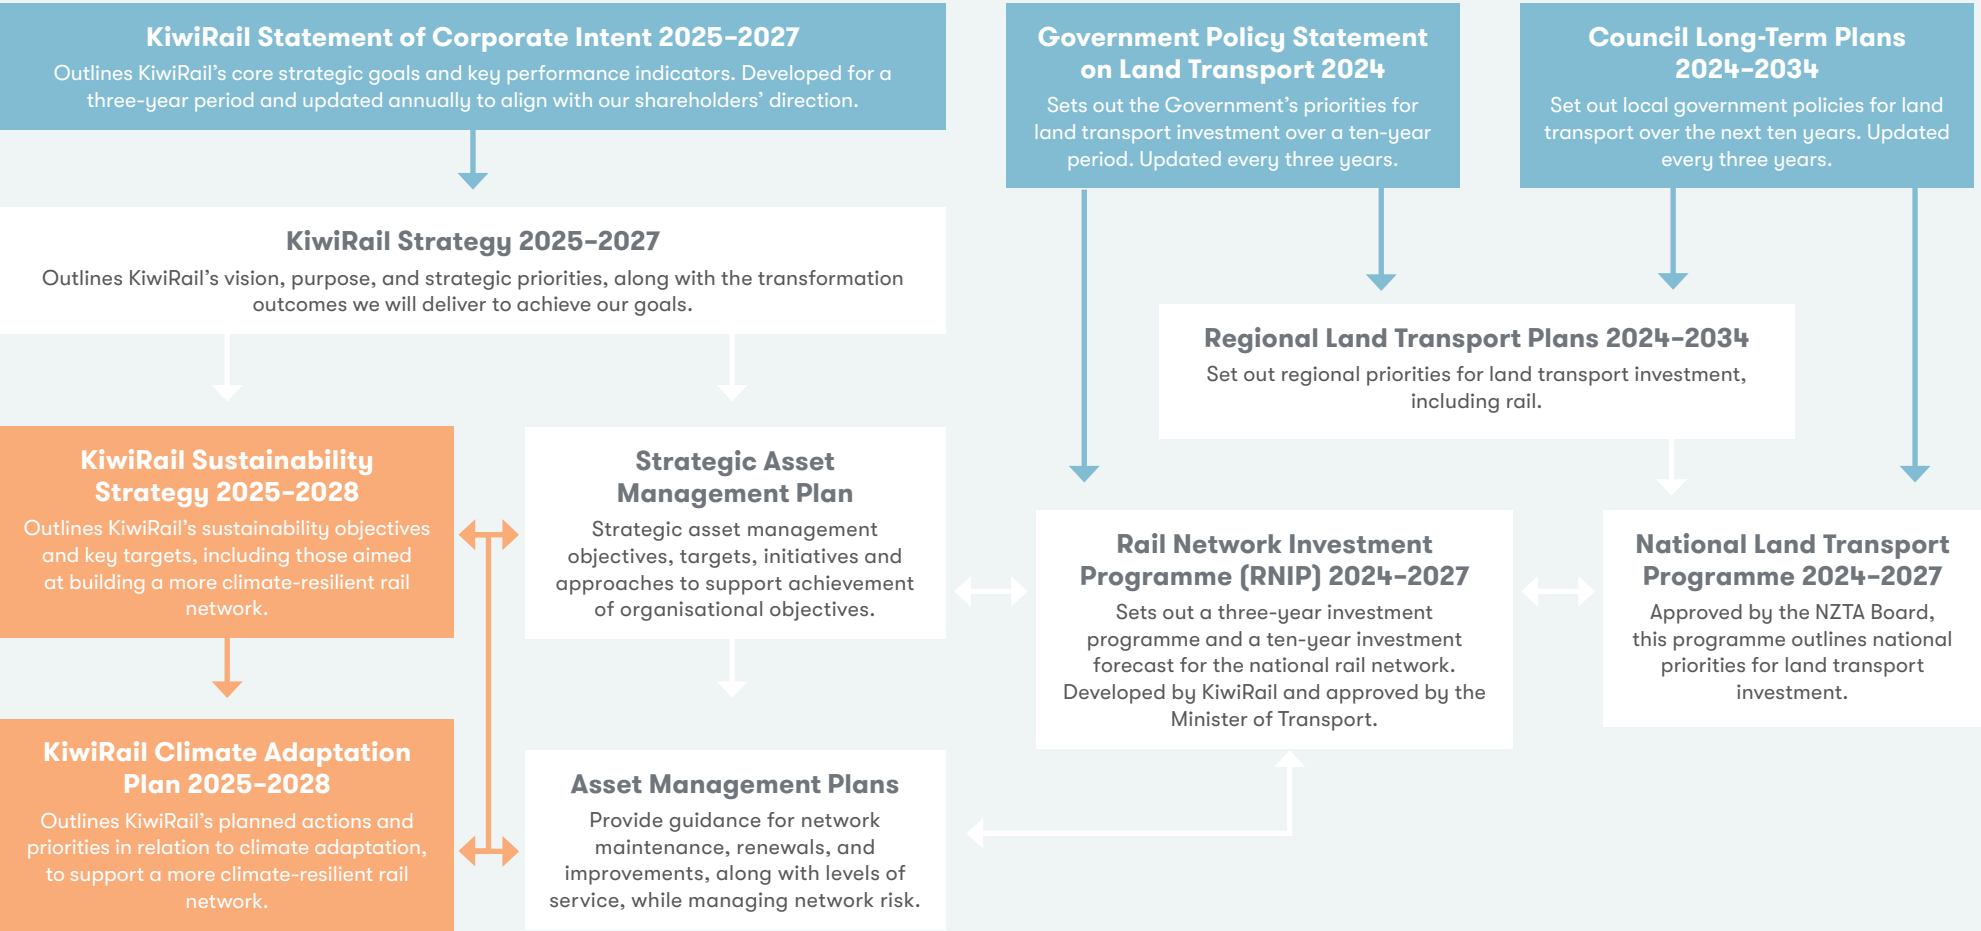 KiwiRail Statement of Corporate Intent 2025–2027
Outlines KiwiRail's core strategic goals and key performance indicators. Developed for a
three-year period and updated annually to align with our shareholders' direction.
Government Policy Statement
on Land Transport 2024
Sets out the Government's priorities for
land transport investment over a ten-year
period. Updated every three years.
Council Long-Term Plans
2024–2034
Set out local government policies for land
transport over the next ten years. Updated
every three years.
KiwiRail Strategy 2025–2027
Outlines KiwiRail's vision, purpose, and strategic priorities, along with the transformation
outcomes we will deliver to achieve our goals.
Regional Land Transport Plans 2024–2034
Set out regional priorities for land transport investment,
including rail.
KiwiRail Sustainability
Strategy 2025–2028
Outlines KiwiRail's sustainability objectives
and key targets, including those aimed
at building a more climate-resilient rail
network.
Strategic Asset
Management Plan
Strategic asset management
objectives, targets, initiatives and
approaches to support achievement
of organisational objectives.
Rail Network Investment
Programme (RNIP) 2024–2027
Sets out a three-year investment
programme and a ten-year investment
forecast for the national rail network.
Developed by KiwiRail and approved by the
Minister of Transport.
National Land Transport
Programme 2024–2027
Approved by the NZTA Board,
this programme outlines national
priorities for land transport
investment.
KiwiRail Climate Adaptation
Plan 2025–2028
Outlines KiwiRail's planned actions and
priorities in relation to climate adaptation,
to support a more climate-resilient rail
network.
Asset Management Plans
Provide guidance for network
maintenance, renewals, and
improvements, along with levels of
service, while managing network risk.